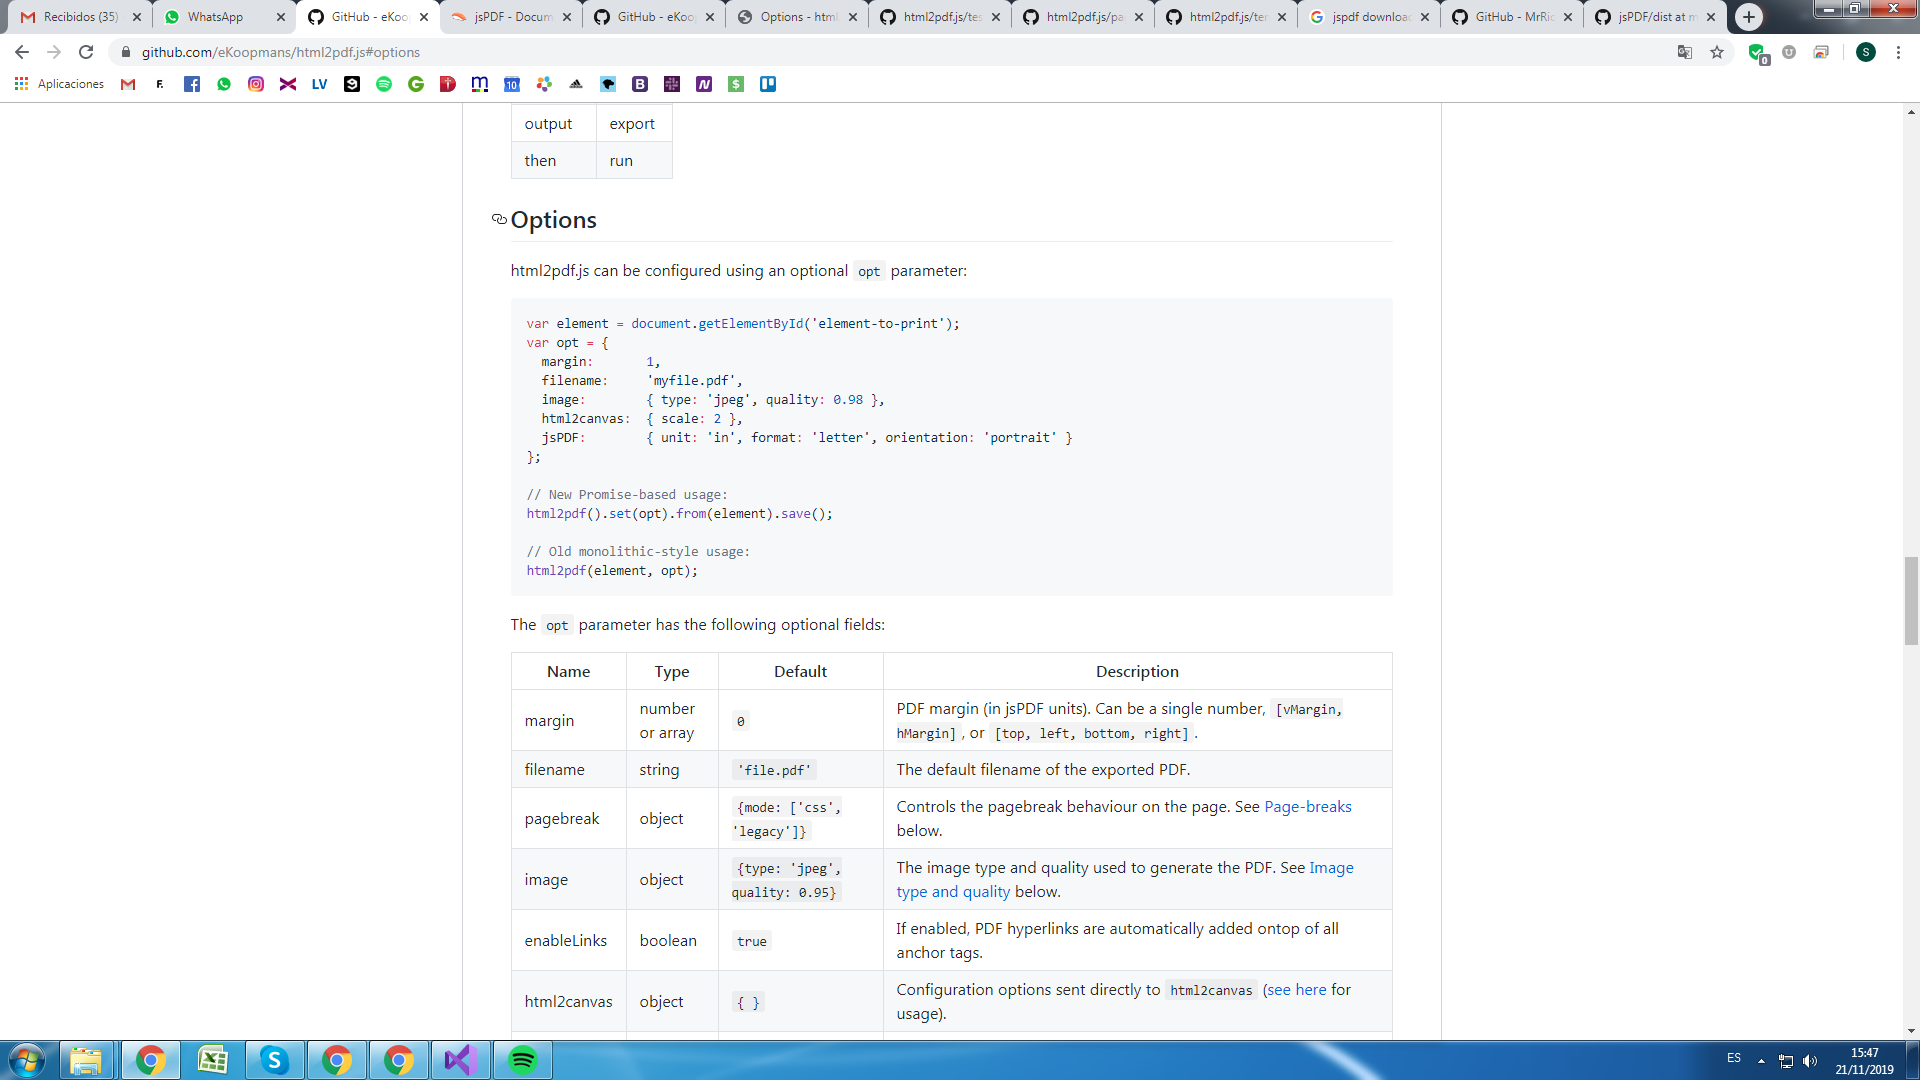 Recibidos (35)
WhatsApp
GitHub - eKoo
jsPDF - Docum
GitHub - eKoo
Options - html
html2pdf.js/tes
html2pdf.js/pa
html2pdf.js/ter
jspdf downloa
GitHub - MrRic
jsPDF/dist at m
github.com/eKoopmans/html2pdf.js#options
0
S
Aplicaciones
F.
LV
10
B
N
$
output export
then run
Options
html2pdf.js can be configured using an optional opt parameter:
var element = document.getElementById('element-to-print');
var opt = {
  margin:       1,
  filename:     'myfile.pdf',
  image:        { type: 'jpeg', quality: 0.98 },
  html2canvas:  { scale: 2 },
  jsPDF:        { unit: 'in', format: 'letter', orientation: 'portrait' }
};
// New Promise-based usage:
html2pdf().set(opt).from(element).save();
// Old monolithic-style usage:
html2pdf(element, opt);
The opt parameter has the following optional fields:
Name Type Default Description
margin number or array 0 PDF margin (in jsPDF units). Can be a single number, [vMargin,
hMargin], or [top, left, bottom, right].
filename string 'file.pdf' The default filename of the exported PDF.
pagebreak object {mode: ['css', 'legacy']} Controls the pagebreak behaviour on the page. See Page-breaks
below.
image object {type: 'jpeg', quality: 0.95} The image type and quality used to generate the PDF. See Image
type and quality below.
enableLinks boolean true If enabled, PDF hyperlinks are automatically added ontop of all
anchor tags.
html2canvas object { } Configuration options sent directly to html2canvas (see here for
usage).
ES
15:47
21/11/2019